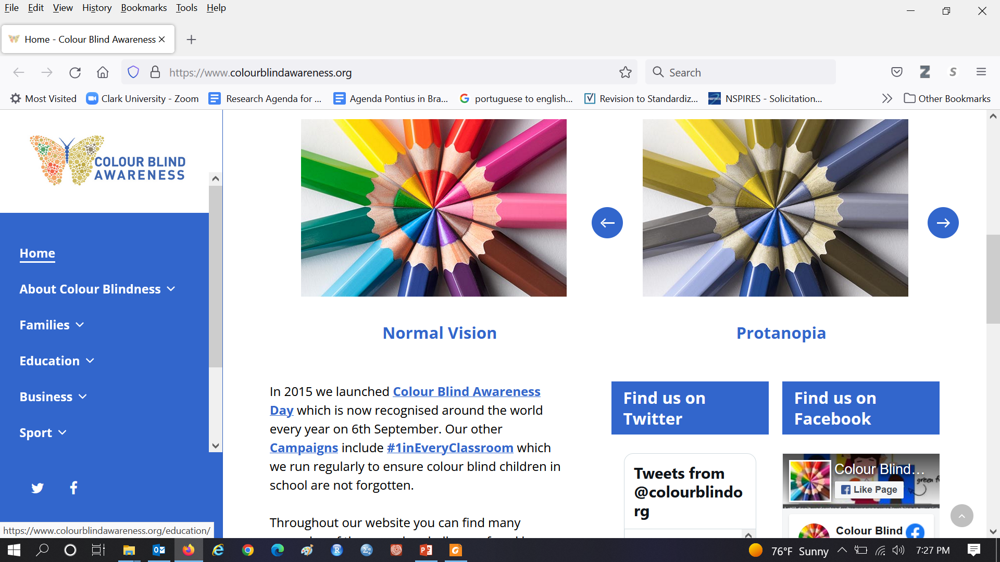 File Edit View History Bookmarks Tools Help
Home - Colour Blind Awareness
https://www.colourblindawareness.org
Search
Most Visited
Clark University - Zoom
Research Agenda for ...
Agenda Pontius in Bra...
portuguese to english...
Revision to Standardiz...
NSPIRES - Solicitation...
Other Bookmarks
COLOUR BLIND
AWARENESS
Home
About Colour Blindness
Families
Education
Business
Sport
https://www.colourblindawareness.org/education/
Normal Vision
Protanopia
In 2015 we launched Colour Blind Awareness
Day which is now recognised around the world
every year on 6th September. Our other
Campaigns include #1inEveryClassroom which
we run regularly to ensure colour blind children in
school are not forgotten.
Throughout our website you can find many
Find us on
Twitter
Tweets from
@colourblindo
rg
Find us on
Facebook
Colour Blind...
Like Page
green
Colour Blind
76°F Sunny
7:27 PM